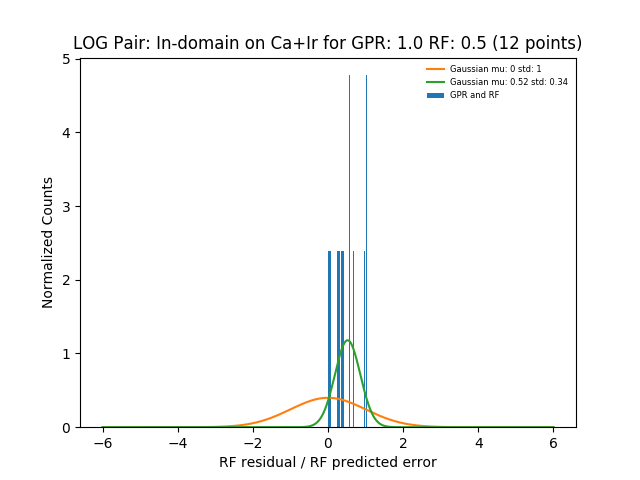 LOG Pair: In-domain on Ca+Ir for GPR: 1.0 RF: 0.5 (12 points)
Gaussian mu: 0 std: 1
Gaussian mu: 0.52 std: 0.34
GPR and RF
Normalized Counts
5
4
3
2
1
0
−6 −4 −2 0 2 4 6
RF residual / RF predicted error